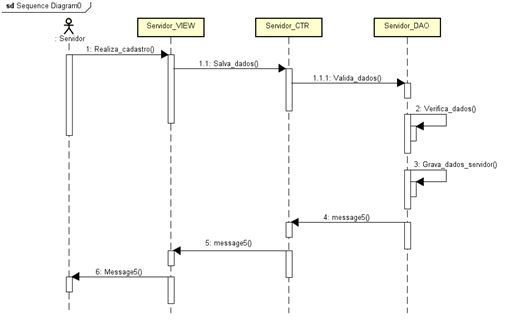 sd Sequence Diagram0
: Servidor
Servidor_VIEW
Servidor_CTR
Servidor_DAO
1: Realiza_cadastro()
1.1: Salva_dados()
1.1.1: Valida_dados()
2: Verifica_dados()
3: Grava_dados_servidor()
4: message5()
5: message5()
6: Message5()